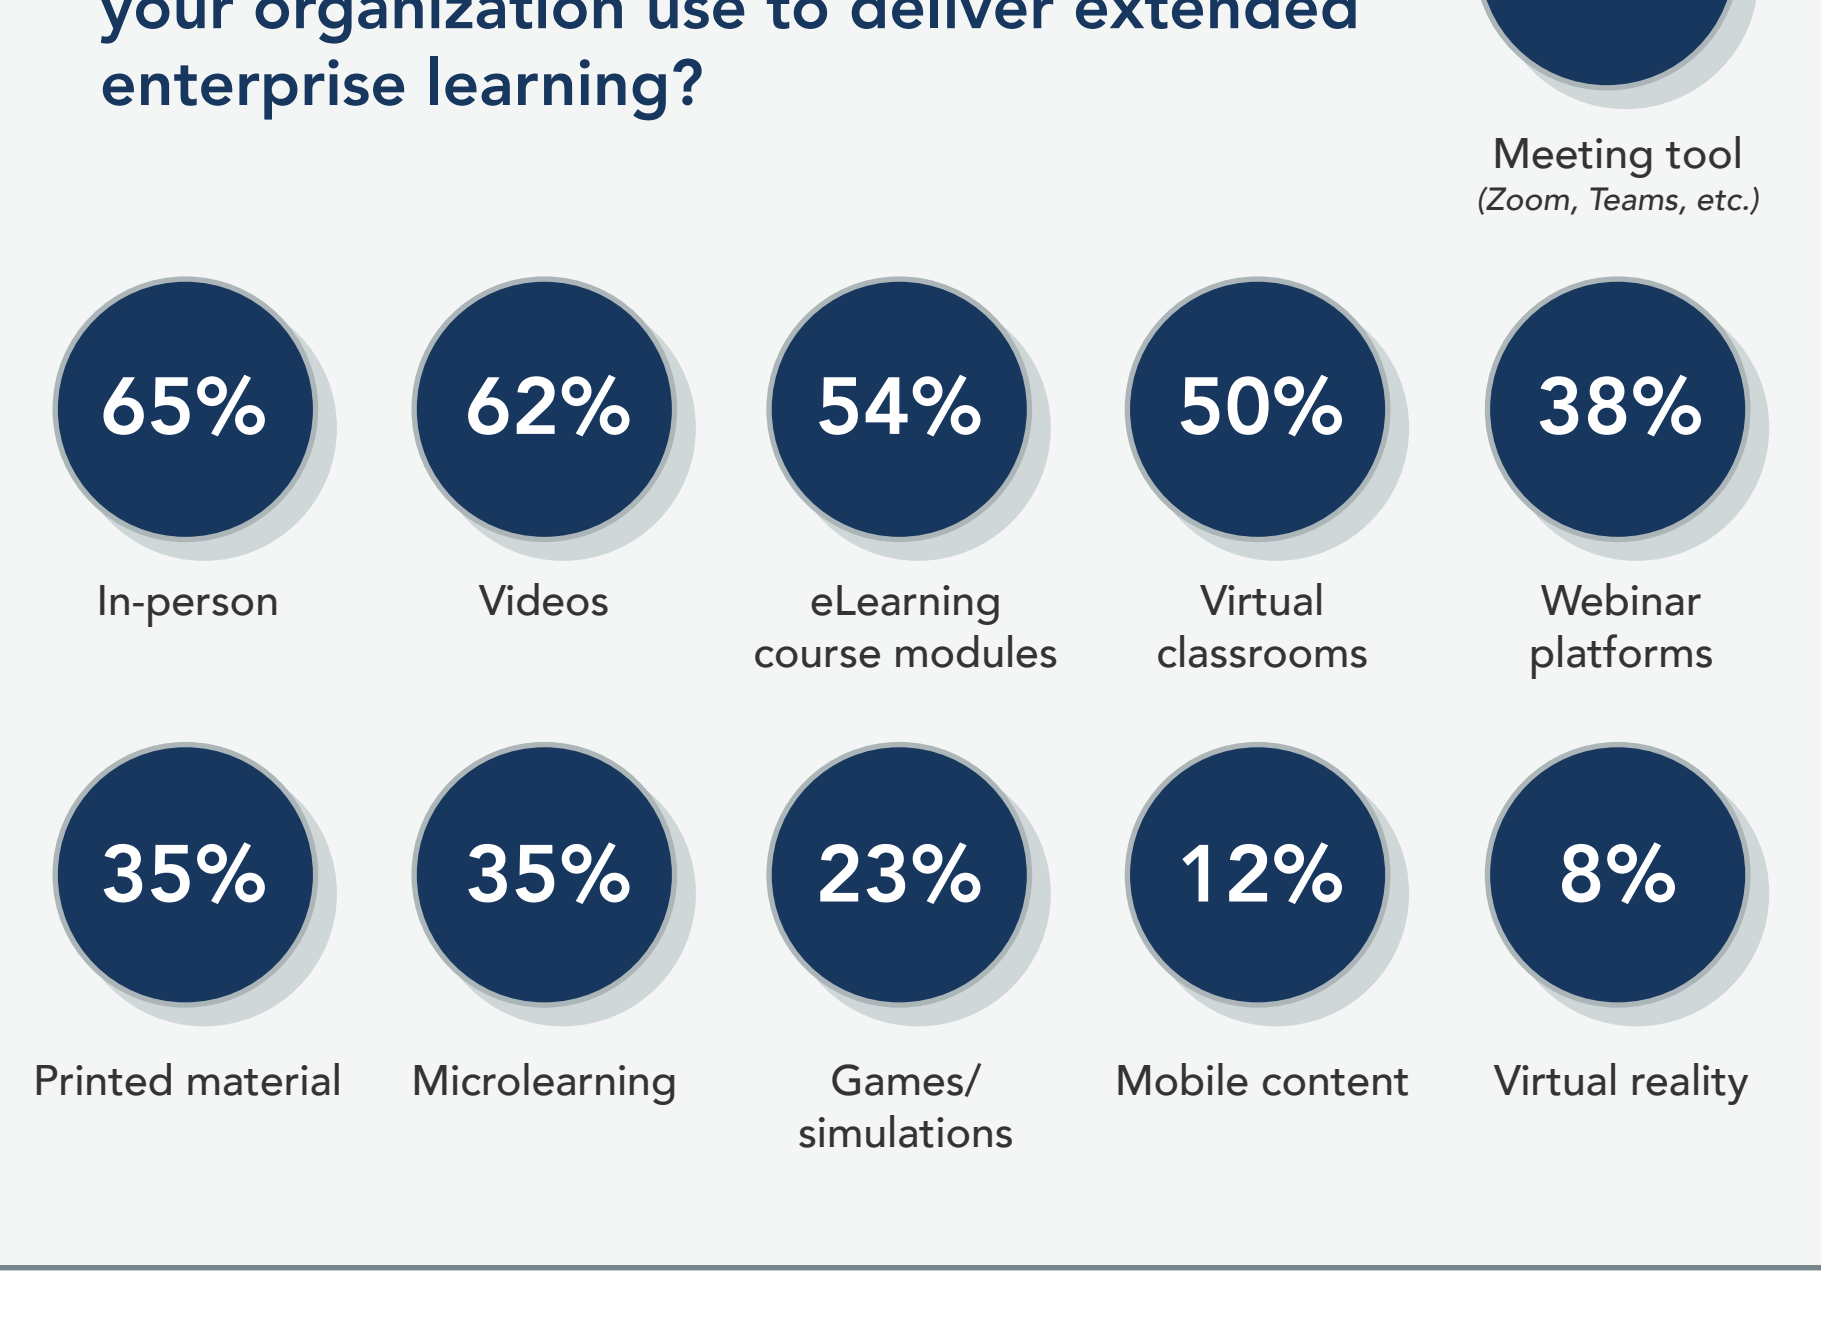 your organization use to deliver extended
enterprise learning?
Meeting tool
(Zoom, Teams, etc.)
65%
62%
54%
50%
38%
In-person
Videos
eLearning
course modules
Virtual
classrooms
Webinar
platforms
35%
35%
23%
12%
8%
Printed material
Microlearning
Games/
simulations
Mobile content
Virtual reality